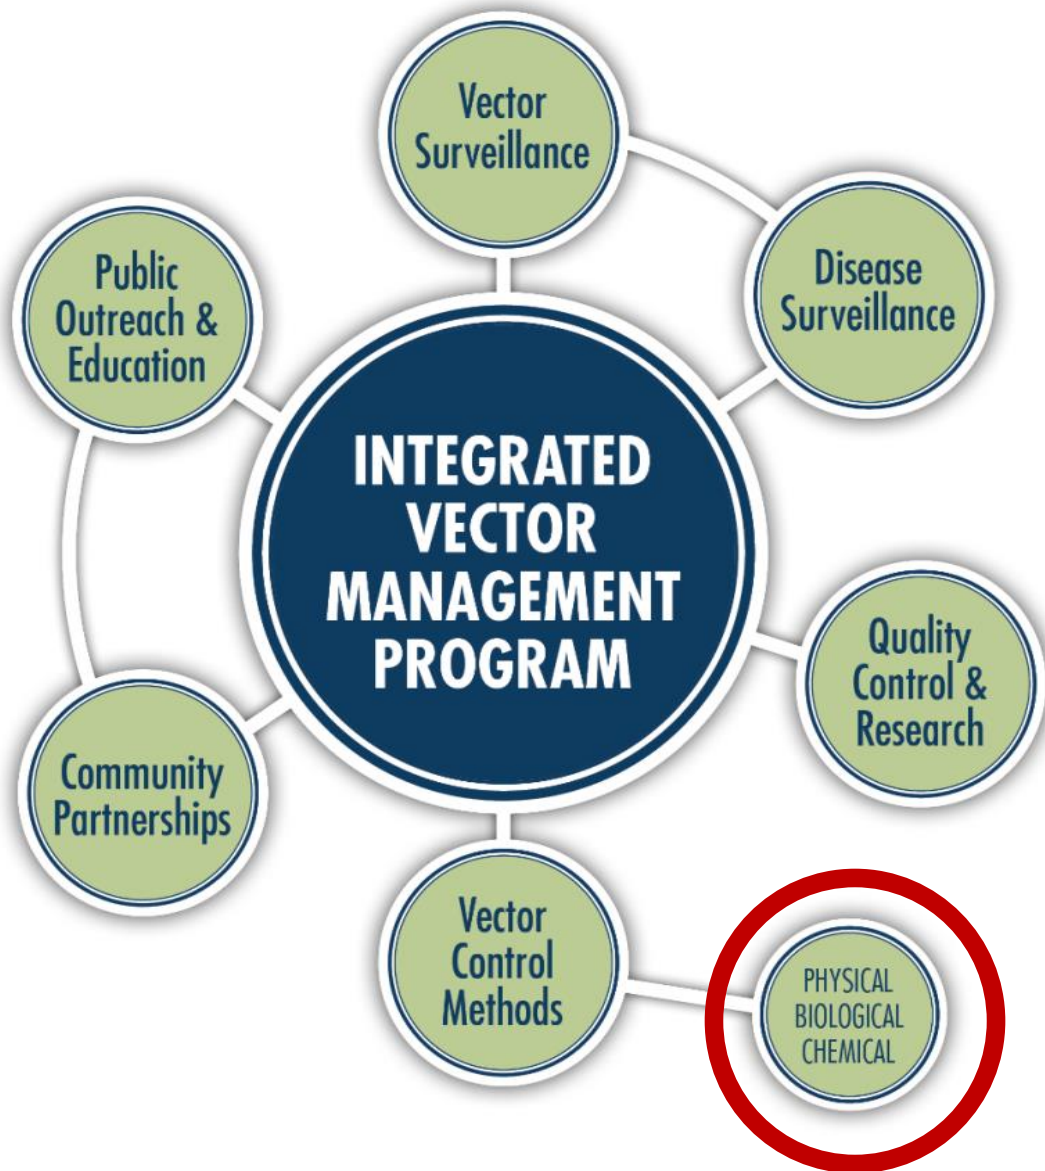 Vector
Surveillance
Disease
Surveillance
Public
Outreach &
Education
INTEGRATED
VECTOR
MANAGEMENT
PROGRAM
Quality
Control &
Research
Community
Partnerships
Vector
Control
Methods
PHYSICAL
BIOLOGICAL
CHEMICAL